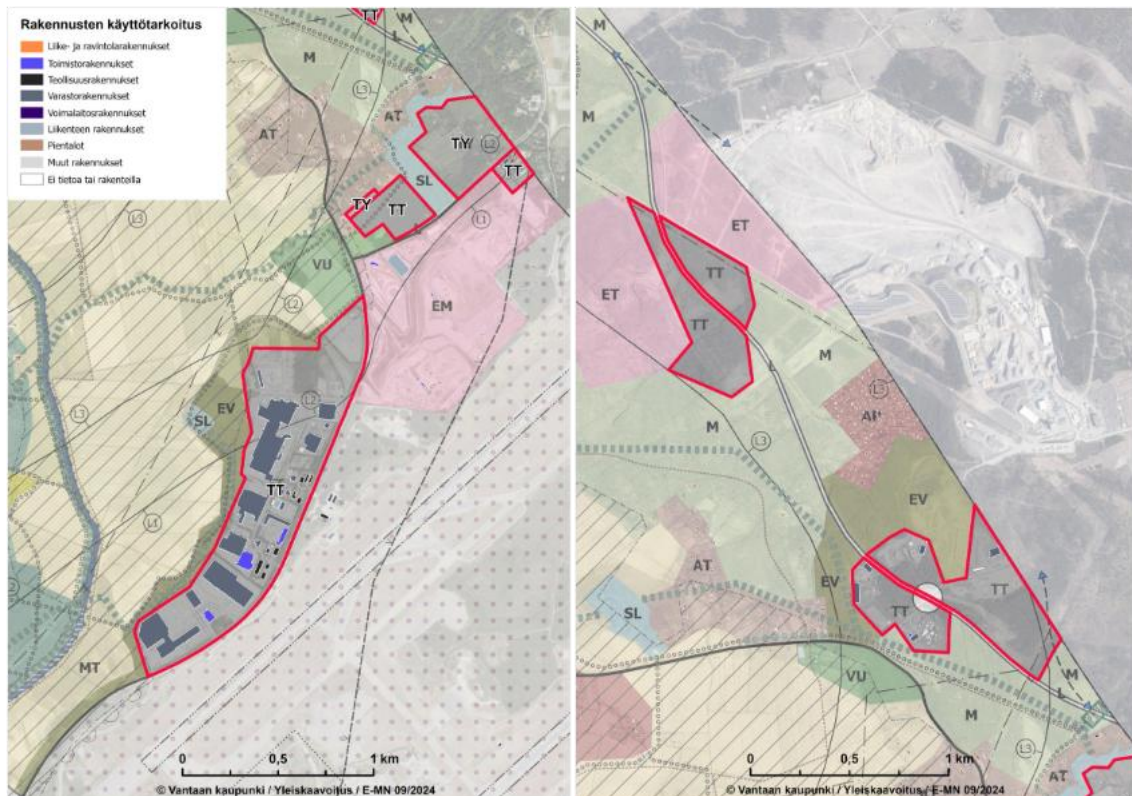 Rakennusten käyttötarkoitus
Liike- ja ravintolarakennukset
Toimistorakennukset
Teollisuusrakennukset
Varastorakennukset
Voimalaitosrakennukset
Liikenteen rakennukset
Pientalot
Muut rakennukset
Ei tietoa tai rakenteilla
TT
M
L
M
L3
AT
AT
TY
L2
TT
SL
TY
TT
L1
L3
VU
EM
L2
EV
L3
SL
L2
TT
L1
MT
0 0,5 1 km
© Vantaan kaupunki / Yleiskaavoitus / E-MN 09/2024
M
M
ET
ET
TT
TT
M
L
L3
AP
M
L3
EV
AT
EV
TT
TT
SL
VU
M
L
M
L3
AT
0 0,5 1 km
© Vantaan kaupunki / Yleiskaavoitus / E-MN 09/2024